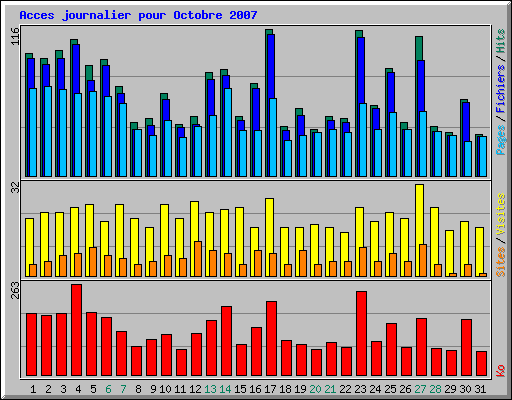 Acces journalier pour Octobre 2007
116
32
263
Pages / Fichiers / Hits
Sites / Visites
Ko
1 2 3 4 5 6 7 8 9 10 11 12 13 14 15 16 17 18 19 20 21 22 23 24 25 26 27 28 29 30 31